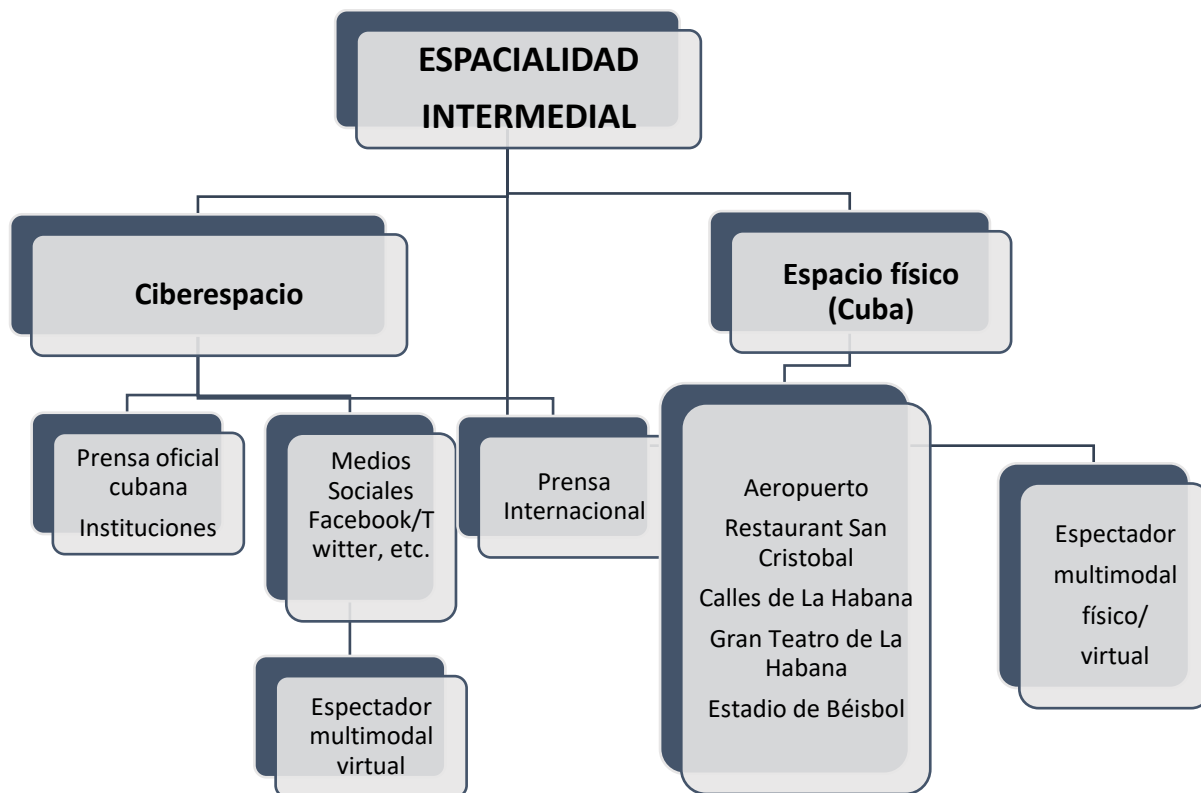 ESPACIALIDAD
INTERMEDIAL
Ciberespacio
Espacio físico
(Cuba)
Prensa oficial
cubana
Instituciones
Medios
Sociales
Facebook/T
witter, etc.
Prensa
Internacional
Aeropuerto
Restaurant San
Cristobal
Calles de La Habana
Gran Teatro de La
Habana
Estadio de Béisbol
Espectador
multimodal
físico/
virtual
Espectador
multimodal
virtual